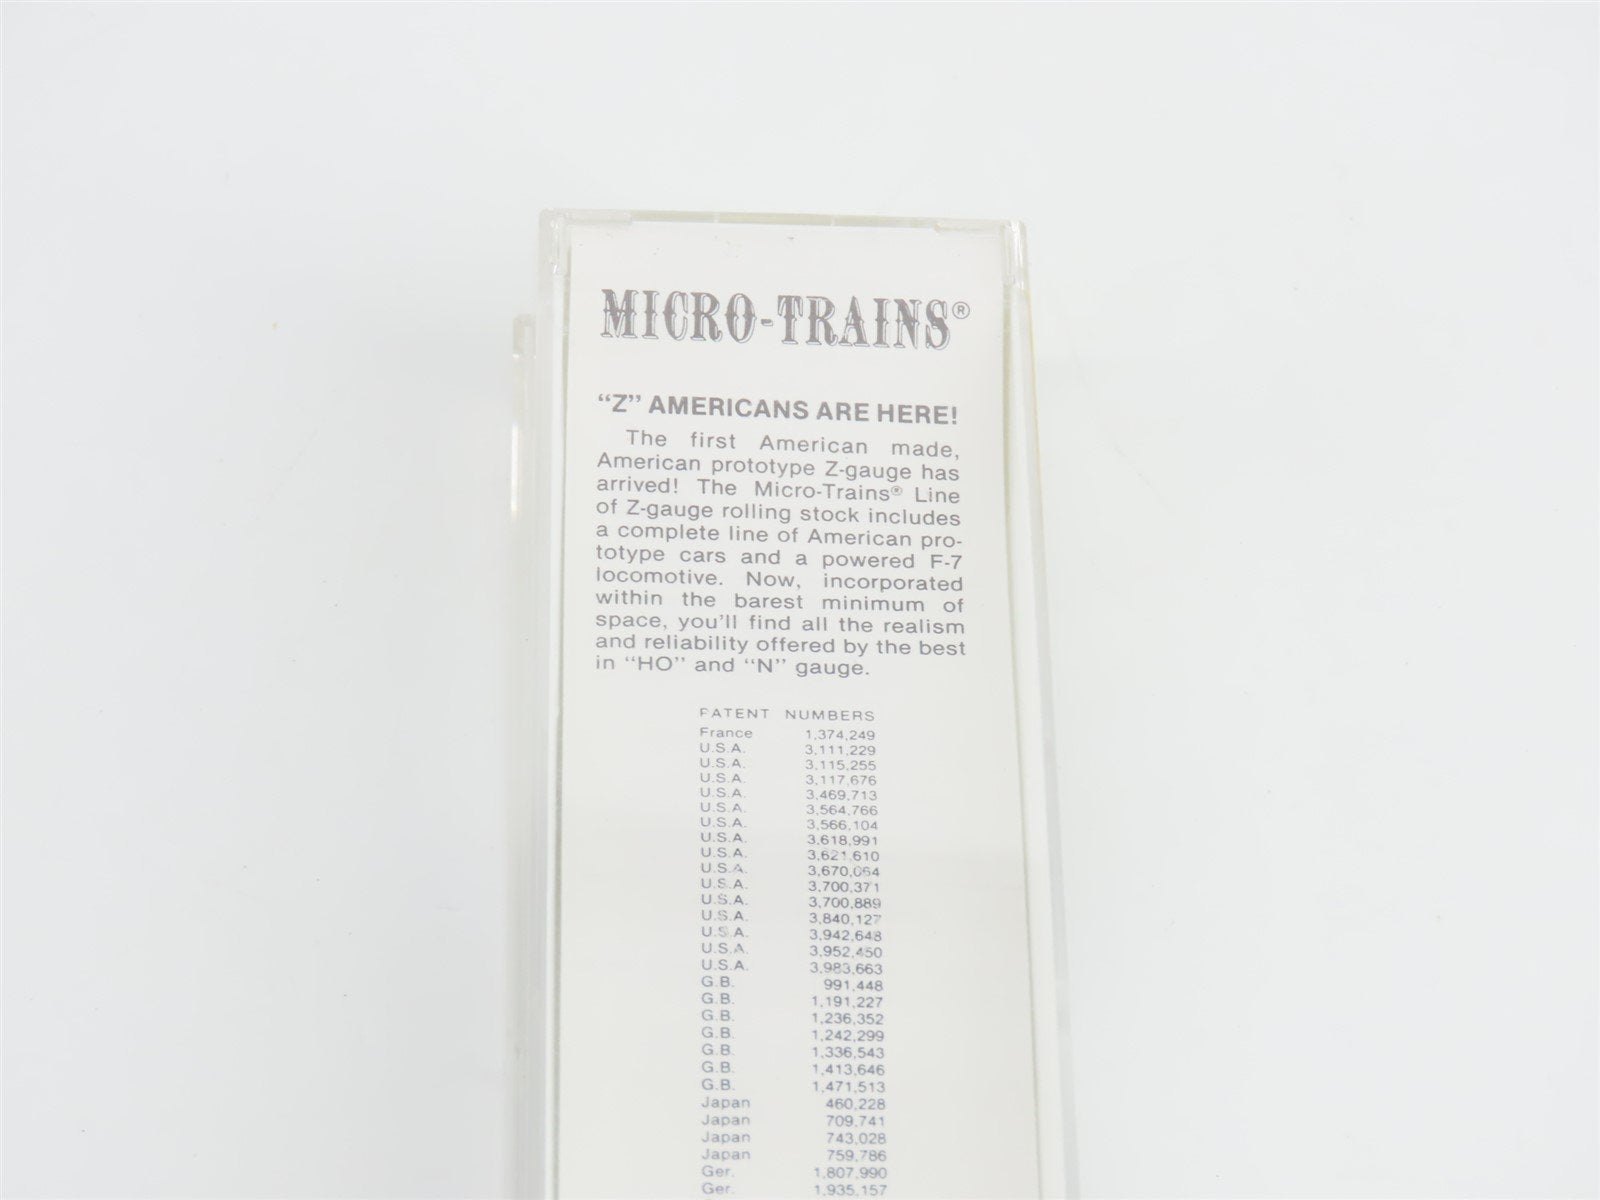 MICRO-TRAINS®
"Z" AMERICANS ARE HERE!
The first American made,
American prototype Z-gauge has
arrived! The Micro-Trains® Line
of Z-gauge rolling stock includes
a complete line of American pro-
totype cars and a powered F-7
locomotive. Now, incorporated
within the barest minimum of
space, you'll find all the realism
and reliability offered by the best
in "HO" and "N" gauge.
PATENT NUMBERS
France 1,374,249
U.S.A. 3,111,229
U.S.A. 3,115,255
U.S.A. 3,117,676
U.S.A. 3,469,713
U.S.A. 3,564,766
U.S.A. 3,566,104
U.S.A. 3,618,991
U.S.A. 3,621,610
U.S.A. 3,670,064
U.S.A. 3,700,371
U.S.A. 3,700,889
U.S.A. 3,840,127
U.S.A. 3,942,648
U.S.A. 3,952,450
U.S.A. 3,983,663
G.B. 991,448
G.B. 1,191,227
G.B. 1,236,352
G.B. 1,242,299
G.B. 1,336,543
G.B. 1,413,646
G.B. 1,471,513
Japan 460,228
Japan 709,741
Japan 743,028
Japan 759,786
Ger. 1,807,990
Ger. 1,935,157